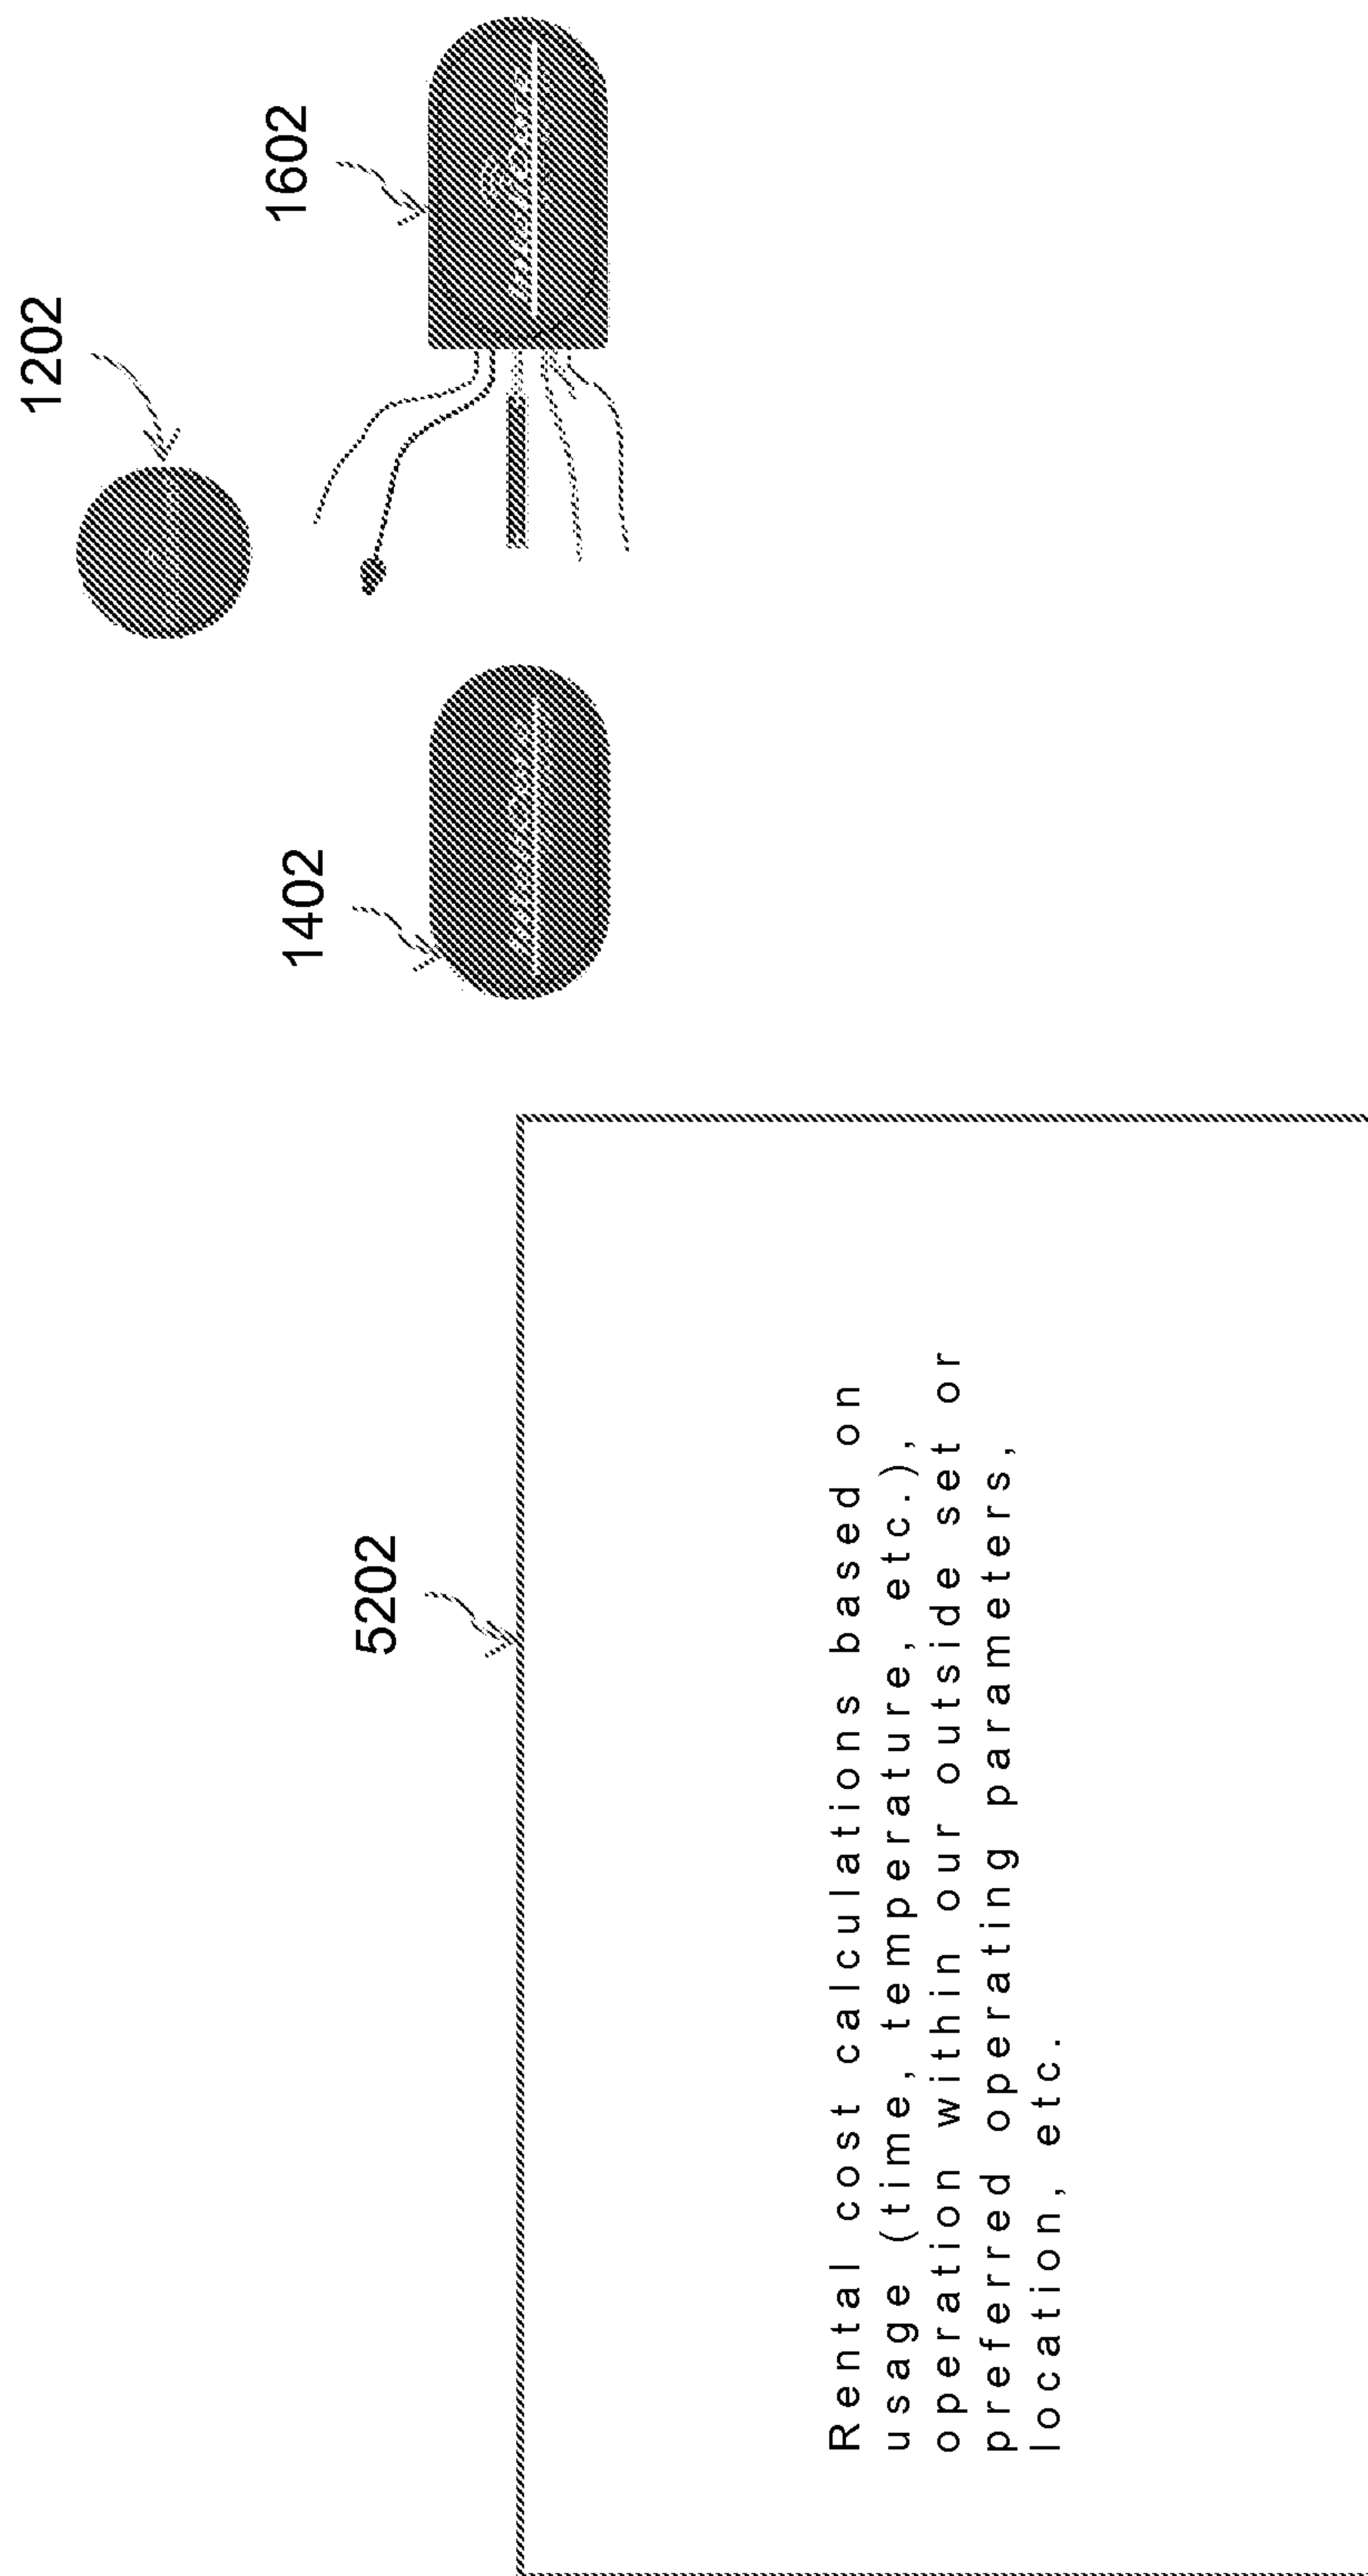 1202
1602
1402
5202
Rental cost calculations based on
usage (time, temperature, etc.),
operation within our outside set or
preferred operating parameters,
location, etc.